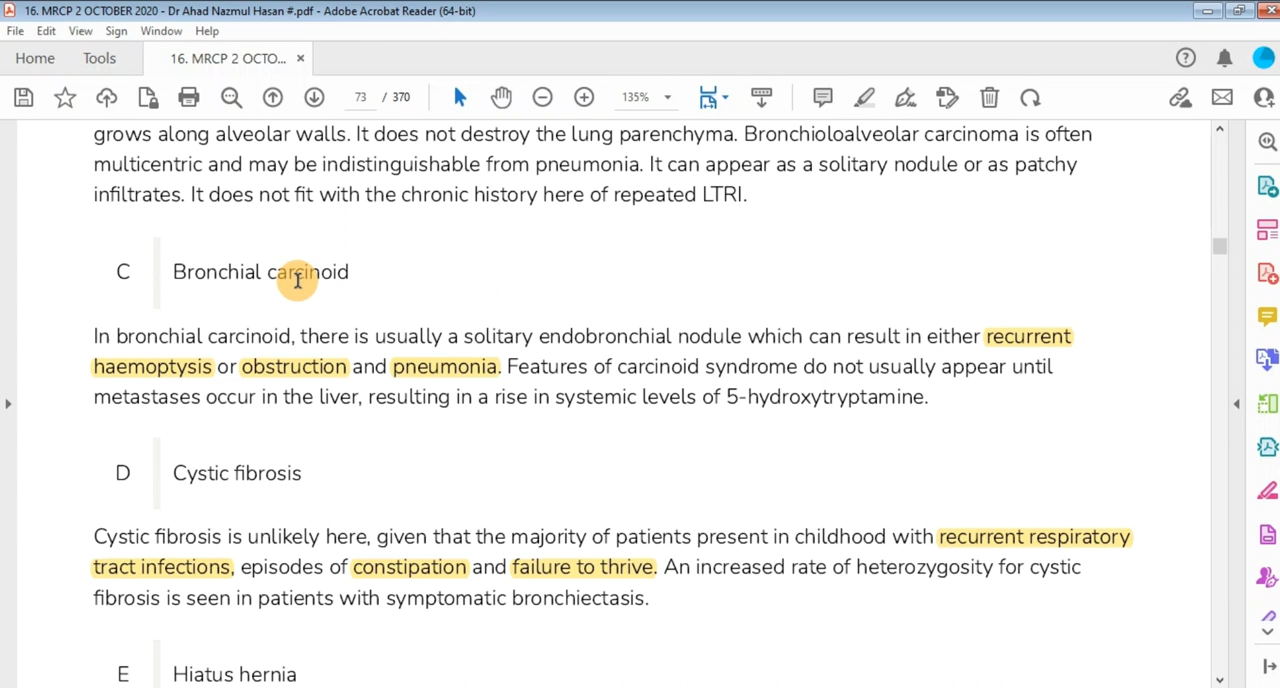 16. MRCP 2 OCTOBER 2020 - Dr Ahad Nazmul Hasan #.pdf - Adobe Acrobat Reader (64-bit)
File Edit View Sign Window Help
Home Tools 16. MRCP 2 OCTO... ×
73 / 370 135%
grows along alveolar walls. It does not destroy the lung parenchyma. Bronchioloalveolar carcinoma is often
multicentric and may be indistinguishable from pneumonia. It can appear as a solitary nodule or as patchy
infiltrates. It does not fit with the chronic history here of repeated LTRI.
C Bronchial carcinoid
In bronchial carcinoid, there is usually a solitary endobronchial nodule which can result in either recurrent
haemoptysis or obstruction and pneumonia. Features of carcinoid syndrome do not usually appear until
metastases occur in the liver, resulting in a rise in systemic levels of 5-hydroxytryptamine.
D Cystic fibrosis
Cystic fibrosis is unlikely here, given that the majority of patients present in childhood with recurrent respiratory
tract infections, episodes of constipation and failure to thrive. An increased rate of heterozygosity for cystic
fibrosis is seen in patients with symptomatic bronchiectasis.
E Hiatus hernia